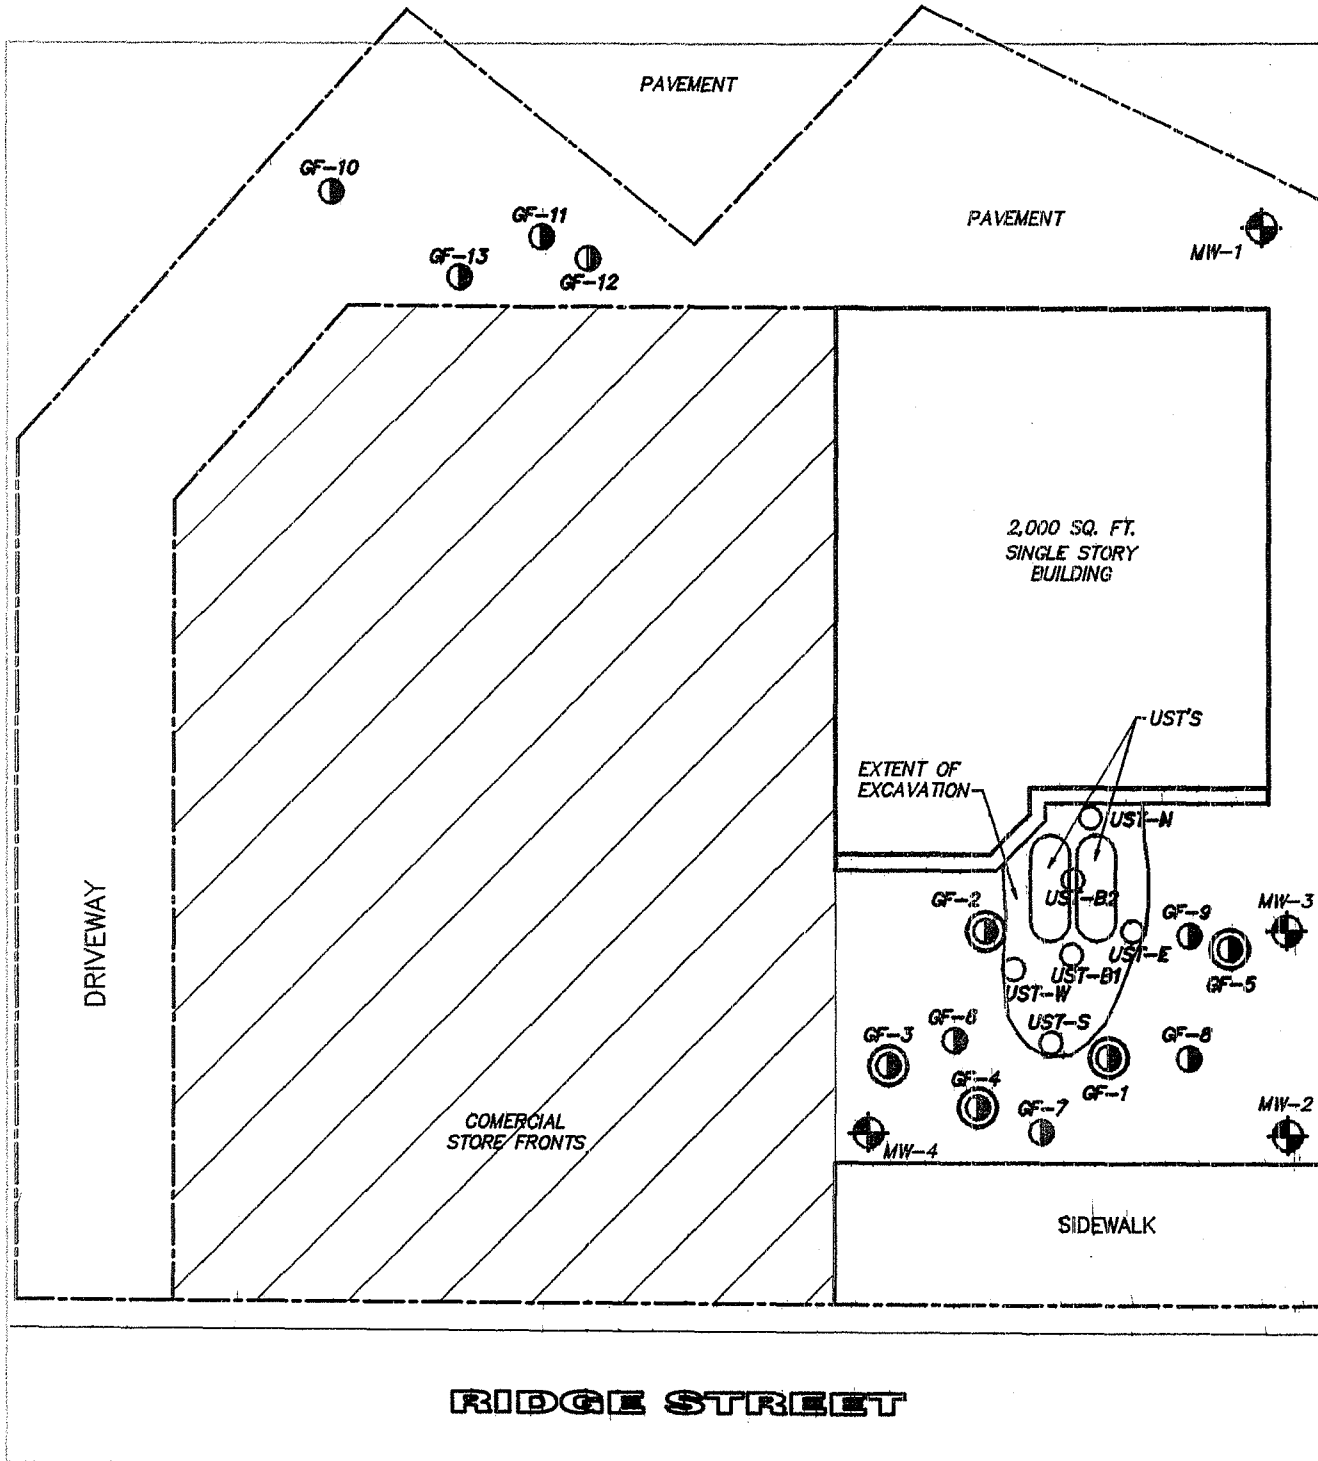 PAVEMENT
GF-10
GF-11
PAVEMENT
MW-1
GF-13
GF-12
2,000 SQ. FT.
SINGLE STORY
BUILDING
UST'S
EXTENT OF
EXCAVATION
UST-N
UST-B2
GF-2
MW-3
GF-9
DRIVEWAY
UST-E
UST-B1
GF-5
UST-W
GF-6
UST-S
GF-3
GF-8
GF-4
GF-1
GF-7
MW-2
COMERCIAL
STORE FRONTS
MW-4
SIDEWALK
RIDGE STREET